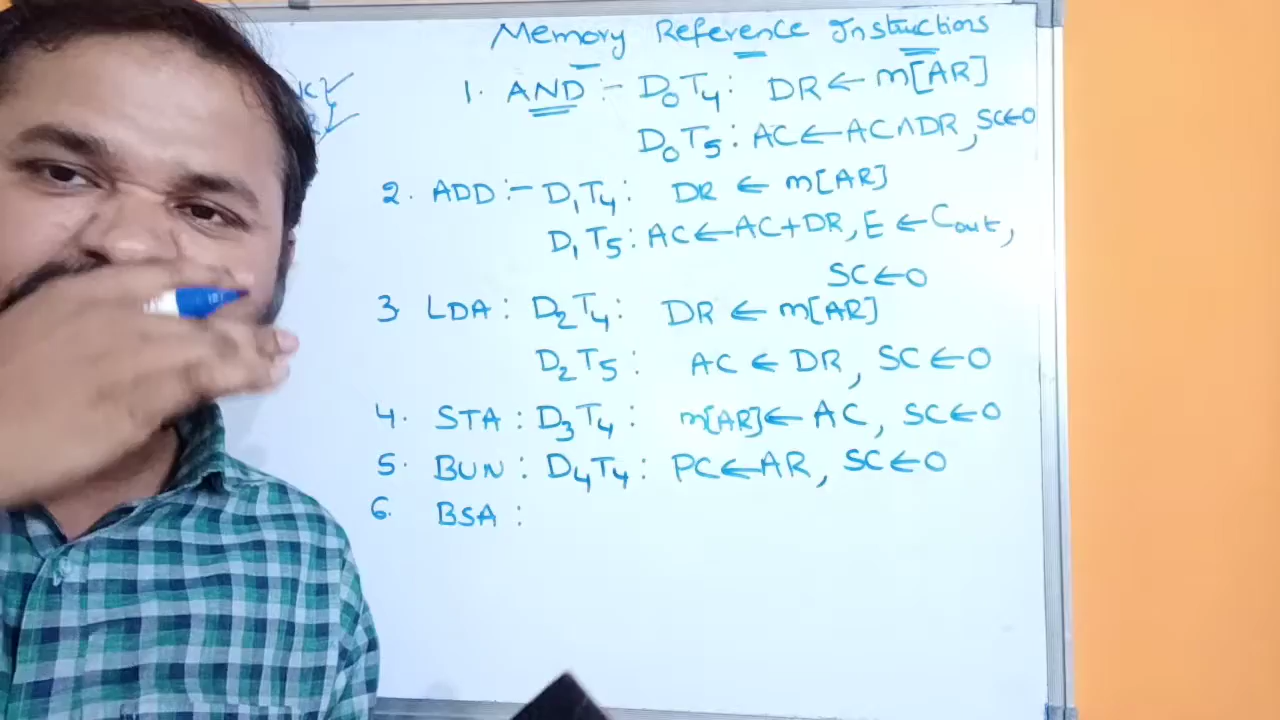 Memory Reference Instructions
1. AND :- D₀T₄: DR ← m[AR]
D₀T₅: AC ← AC∧DR, SC←0
2. ADD :- D₁T₄: DR ← m[AR]
D₁T₅: AC ← AC+DR, E ← Cout,
SC←0
3 LDA : D₂T₄: DR ← m[AR]
D₂T₅: AC ← DR, SC←0
4. STA : D₃T₄: m[AR]← AC, SC←0
5. BUN : D₄T₄: PC←AR, SC←0
6. BSA :